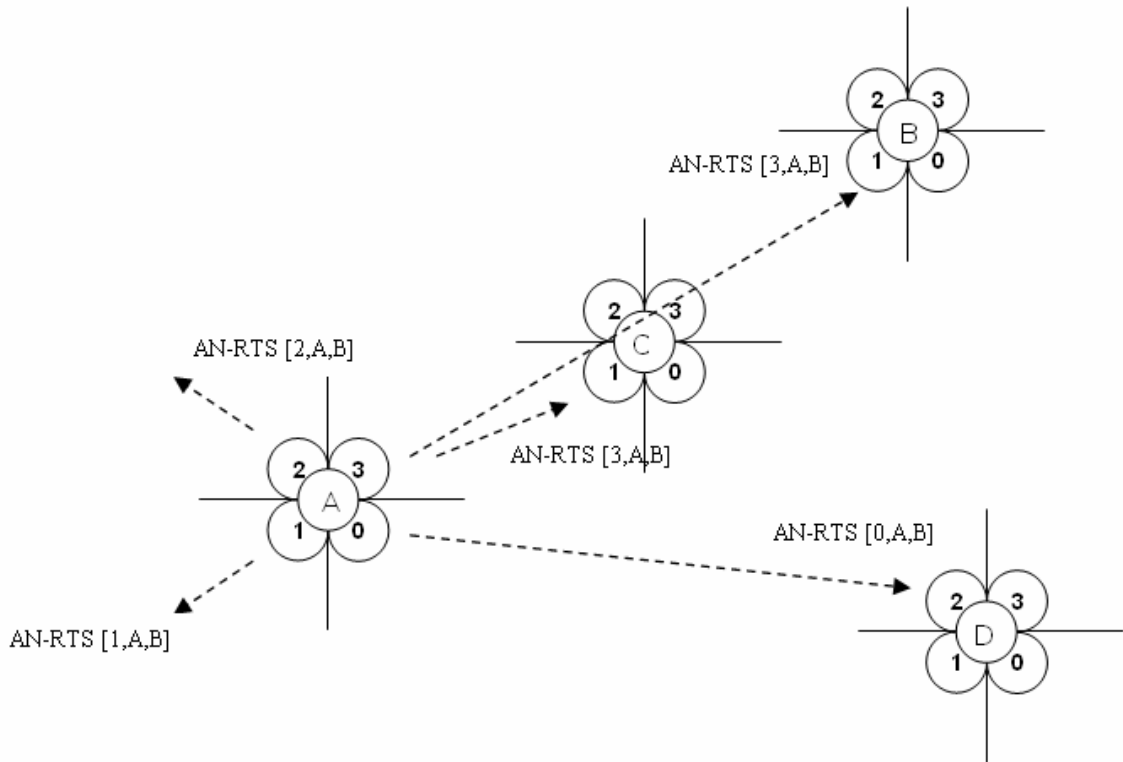 2 3
B
1 0
AN-RTS [3,A,B]
2 3
C
1 0
AN-RTS [2,A,B]
AN-RTS [3,A,B]
2 3
A
1 0
AN-RTS [0,A,B]
2 3
D
1 0
AN-RTS [1,A,B]